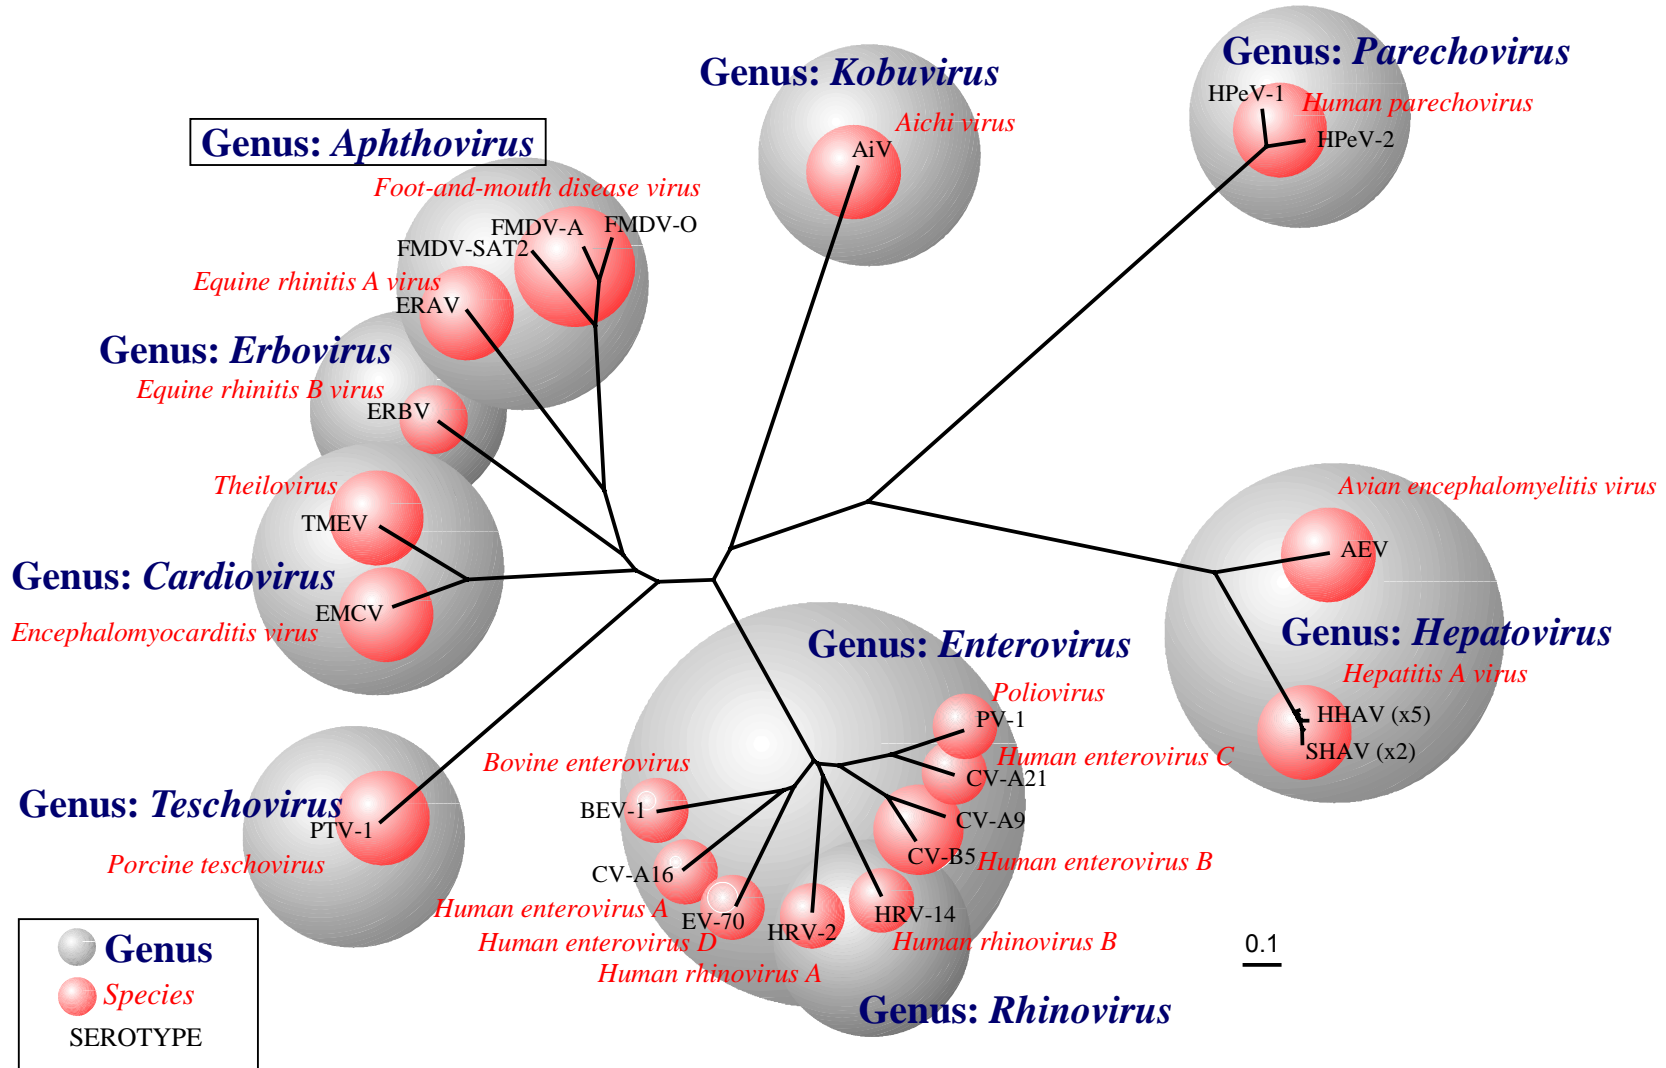 Genus: Parechovirus
HPeV-1
Human parechovirus
HPeV-2
Genus: Kobuvirus
Aichi virus
AiV
Genus: Aphthovirus
Foot-and-mouth disease virus
FMDV-A
FMDV-O
FMDV-SAT2
Equine rhinitis A virus
ERAV
Genus: Erbovirus
Equine rhinitis B virus
ERBV
Theilovirus
TMEV
Genus: Cardiovirus
EMCV
Encephalomyocarditis virus
Avian encephalomyelitis virus
AEV
Genus: Hepatovirus
Hepatitis A virus
HHAV (x5)
SHAV (x2)
Genus: Enterovirus
Poliovirus
PV-1
Human enterovirus C
CV-A21
CV-A9
CV-B5
Human enterovirus B
Bovine enterovirus
BEV-1
CV-A16
Human enterovirus A
EV-70
Human enterovirus D
HRV-2
Human rhinovirus A
HRV-14
Human rhinovirus B
Genus: Rhinovirus
Genus: Teschovirus
PTV-1
Porcine teschovirus
0.1
Genus
Species
SEROTYPE